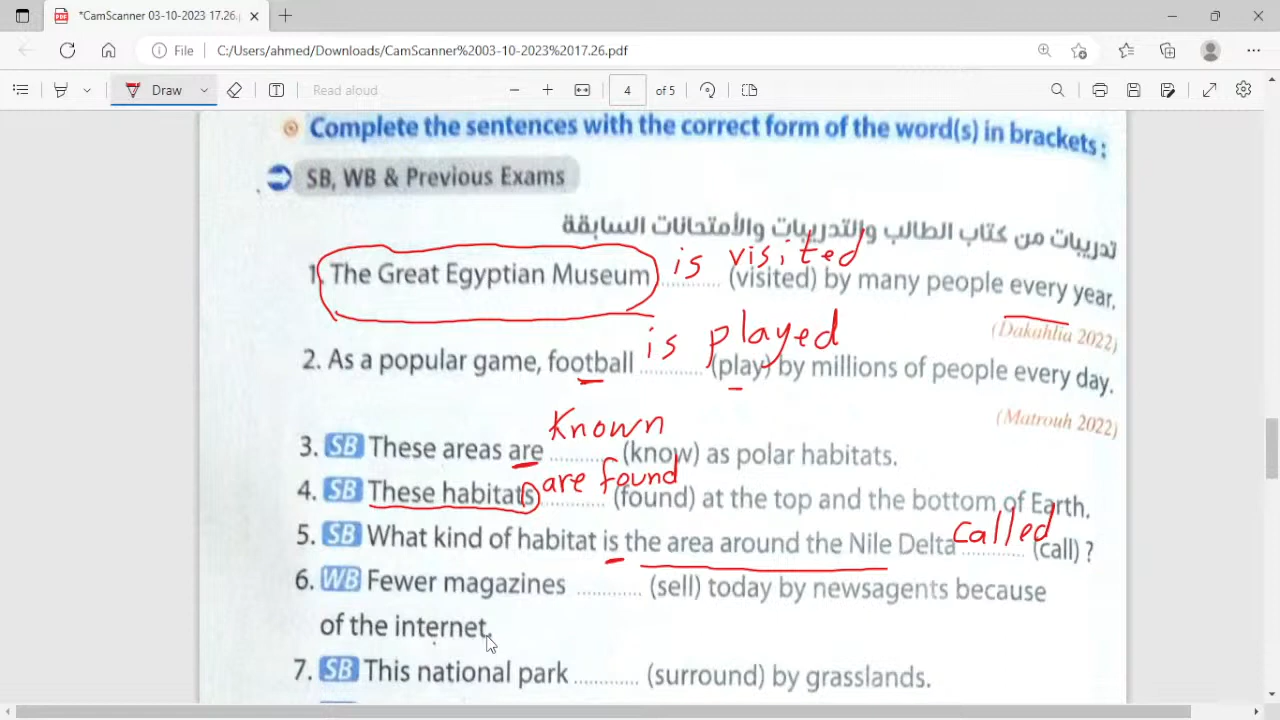 *CamScanner 03-10-2023 17.26.
File C:/Users/ahmed/Downloads/CamScanner%2003-10-2023%2017.26.pdf
Draw Read aloud 4 of 5
Complete the sentences with the correct form of the word(s) in brackets:
SB, WB & Previous Exams
تدريبات من كتاب الطالب والتدريبات والأمتحانات السابقة
is visited
1. The Great Egyptian Museum ............ (visited) by many people every year.
(Dakahlia 2022)
is played
2. As a popular game, football ............ (play) by millions of people every day.
(Matrouh 2022)
Known
3. SB These areas are ............ (know) as polar habitats.
are found
4. SB These habitats ............ (found) at the top and the bottom of Earth.
called
5. SB What kind of habitat is the area around the Nile Delta ............ (call) ?
6. WB Fewer magazines ............ (sell) today by newsagents because
of the internet.
7. SB This national park ............ (surround) by grasslands.